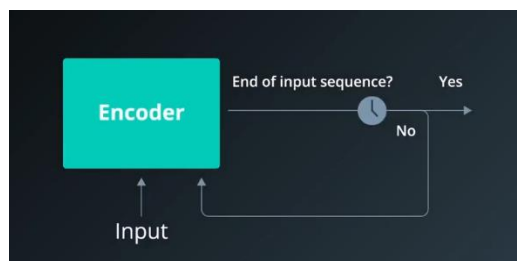 End of input sequence? Yes
Encoder
No
Input